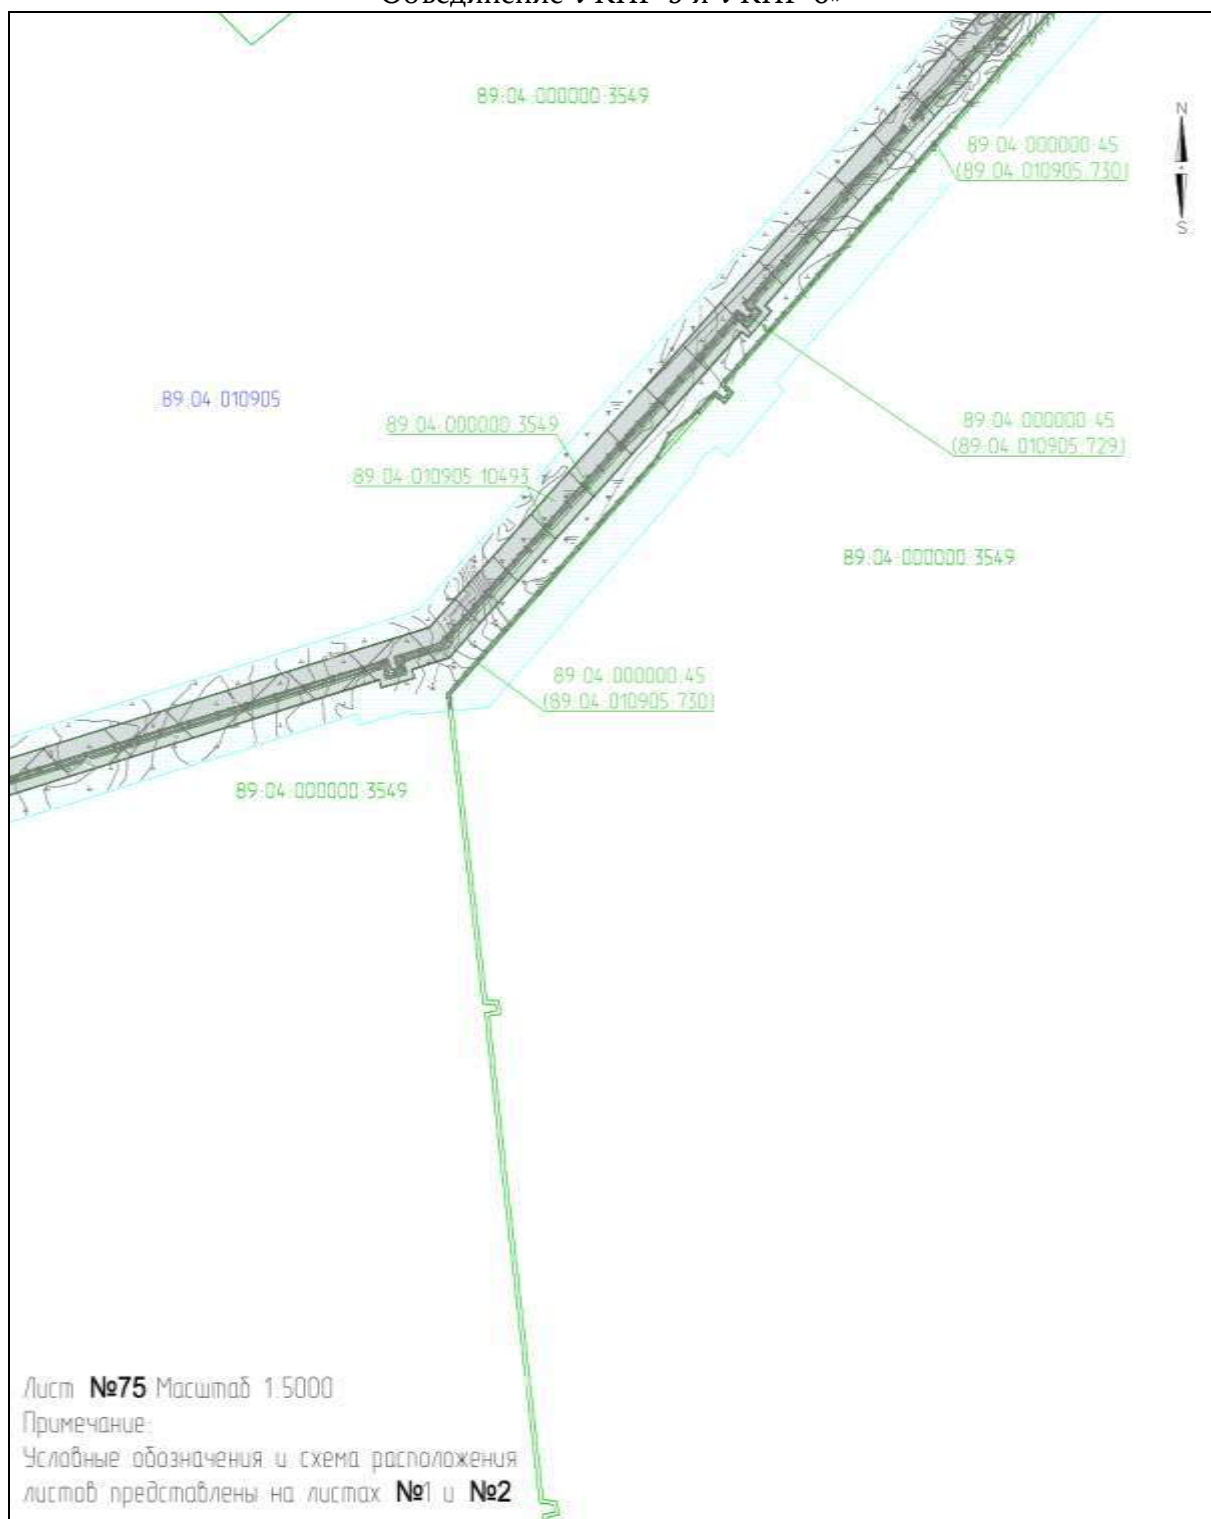 89:04:000000:3549
N
S
89:04:000000:45
(89:04:010905:730)
89:04:010905
89:04:000000:3549
89:04:010905:10493
89:04:000000:45
(89:04:010905:729)
89:04:000000:3549
89:04:000000:45
(89:04:010905:730)
89:04:000000:3549
Лист №75 Масштаб 1:5000
Примечание:
Условные обозначения и схема расположения
листов представлены на листах №1 и №2